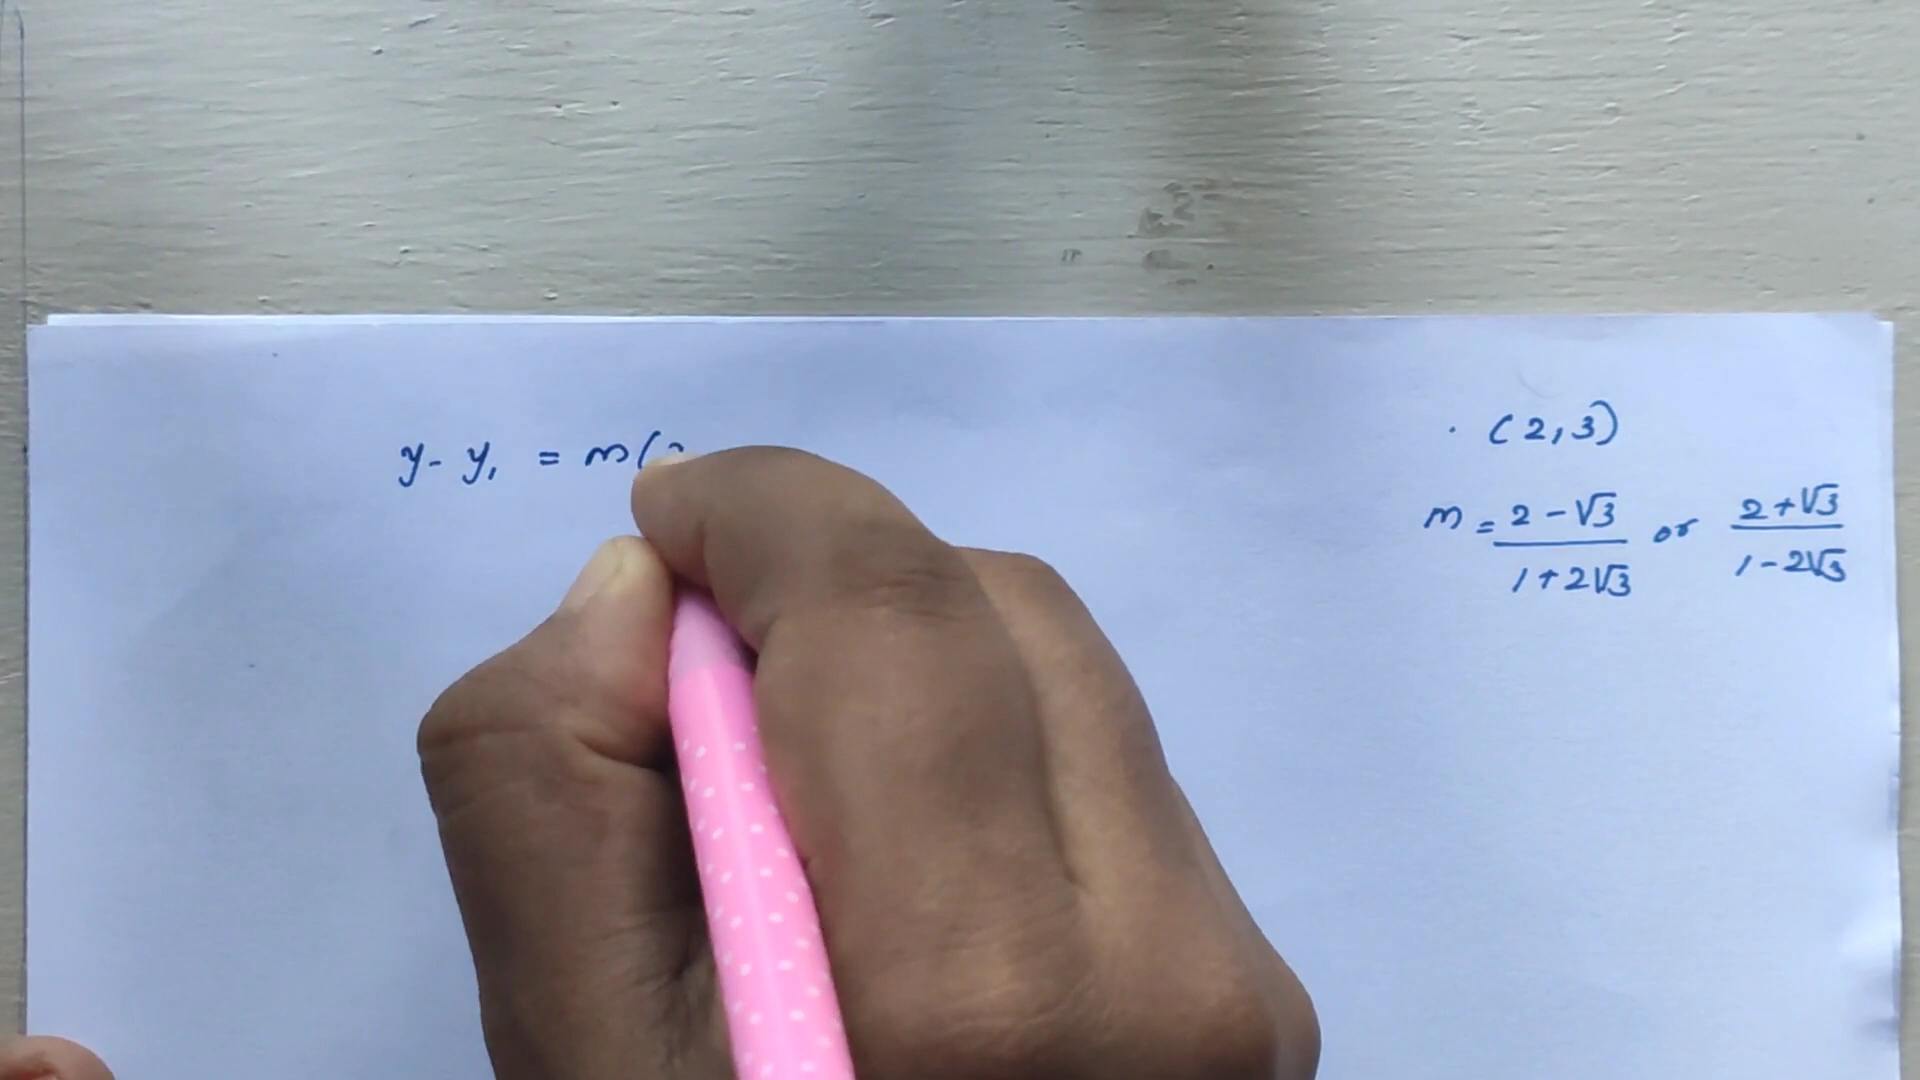 y - y₁ = m(
(2,3)
m = 2 - √3 / 1 + 2√3 or 2 + √3 / 1 - 2√3